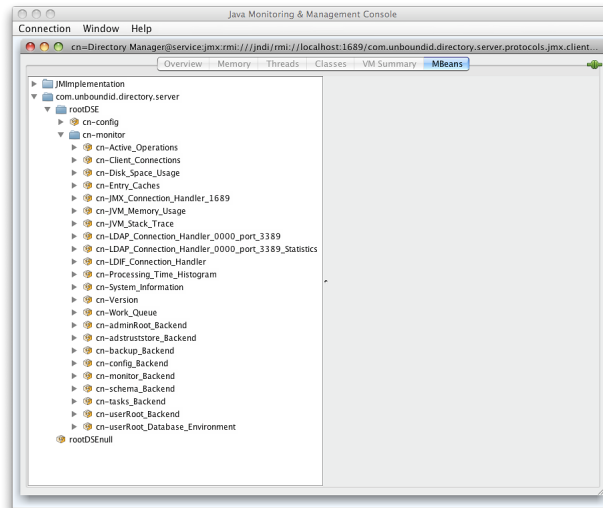 Java Monitoring & Management Console
Connection Window Help
cn=Directory Manager@service:jmx:rmi:///jndi/rmi://localhost:1689/com.unboundid.directory.server.protocols.jmx.client...
Overview Memory Threads Classes VM Summary MBeans
JMImplementation
com.unboundid.directory.server
rootDSE
cn-config
cn-monitor
cn-Active_Operations
cn-Client_Connections
cn-Disk_Space_Usage
cn-Entry_Caches
cn-JMX_Connection_Handler_1689
cn-JVM_Memory_Usage
cn-JVM_Stack_Trace
cn-LDAP_Connection_Handler_0000_port_3389
cn-LDAP_Connection_Handler_0000_port_3389_Statistics
cn-LDIF_Connection_Handler
cn-Processing_Time_Histogram
cn-System_Information
cn-Version
cn-Work_Queue
cn-adminRoot_Backend
cn-adstruststore_Backend
cn-backup_Backend
cn-config_Backend
cn-monitor_Backend
cn-schema_Backend
cn-tasks_Backend
cn-userRoot_Backend
cn-userRoot_Database_Environment
rootDSEnull